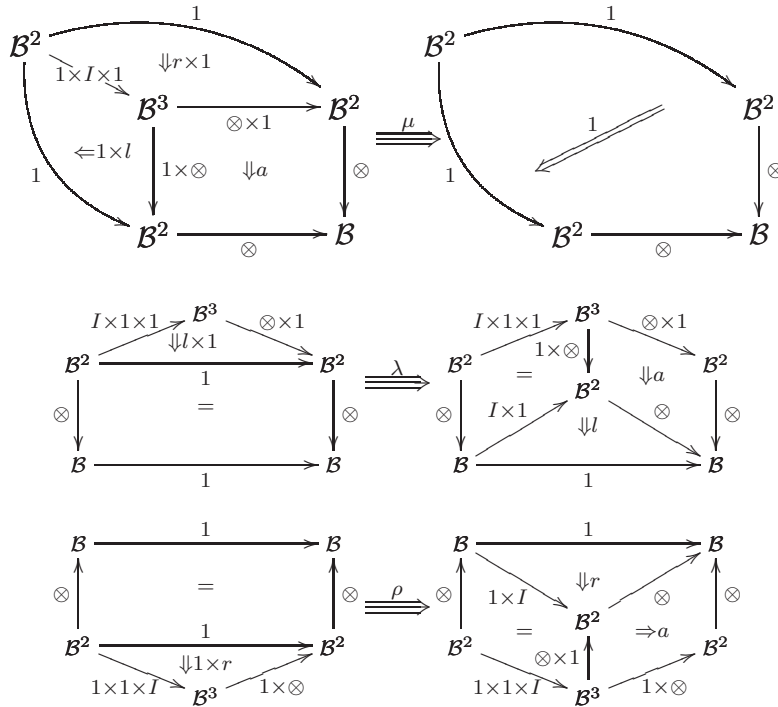 1 1
ℬ² ℬ²
⇓r×1
1×I×1 1
ℬ³ ℬ² ℬ²
⊗×1 μ
⇐1×l 1×⊗ ⇓a ⊗ ⊗
1 1
ℬ² ℬ ℬ² ℬ
⊗ ⊗
ℬ³ ℬ³
I×1×1 ⊗×1 I×1×1 ⊗×1
⇓l×1 1×⊗
ℬ² ℬ² λ ℬ² = ⇓a ℬ²
1 ℬ²
⊗ = ⊗ ⊗ I×1 ⊗ ⊗
⇓l
ℬ ℬ ℬ ℬ
1 1
1 1
ℬ ℬ ℬ ℬ
⇓r
⊗ = ⊗ ρ ⊗ 1×I ⊗ ⊗
1 ℬ²
ℬ² ℬ² ℬ² = ⇒a ℬ²
⇓1×r ⊗×1
1×1×I 1×⊗ 1×1×I 1×⊗
ℬ³ ℬ³